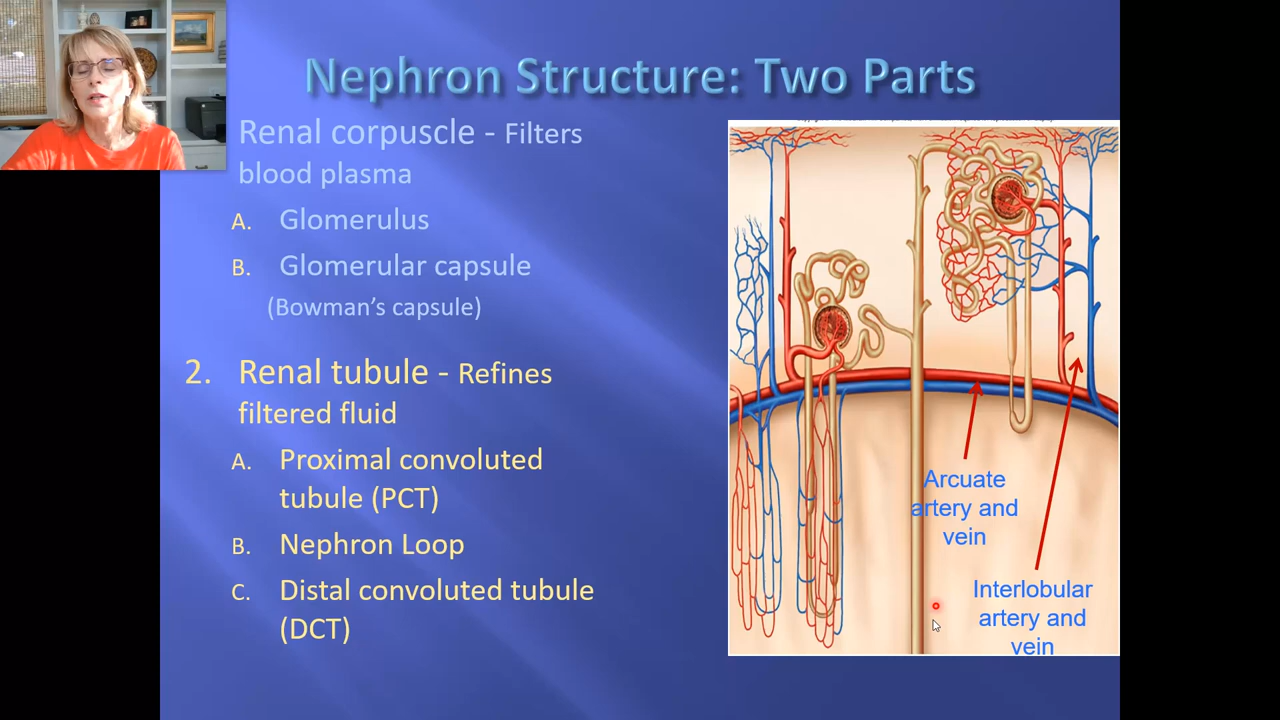 Nephron Structure: Two Parts
Renal corpuscle - Filters
blood plasma
A. Glomerulus
B. Glomerular capsule
(Bowman’s capsule)
2. Renal tubule - Refines
filtered fluid
A. Proximal convoluted
tubule (PCT)
B. Nephron Loop
C. Distal convoluted tubule
(DCT)
Arcuate
artery and
vein
Interlobular
artery and
vein